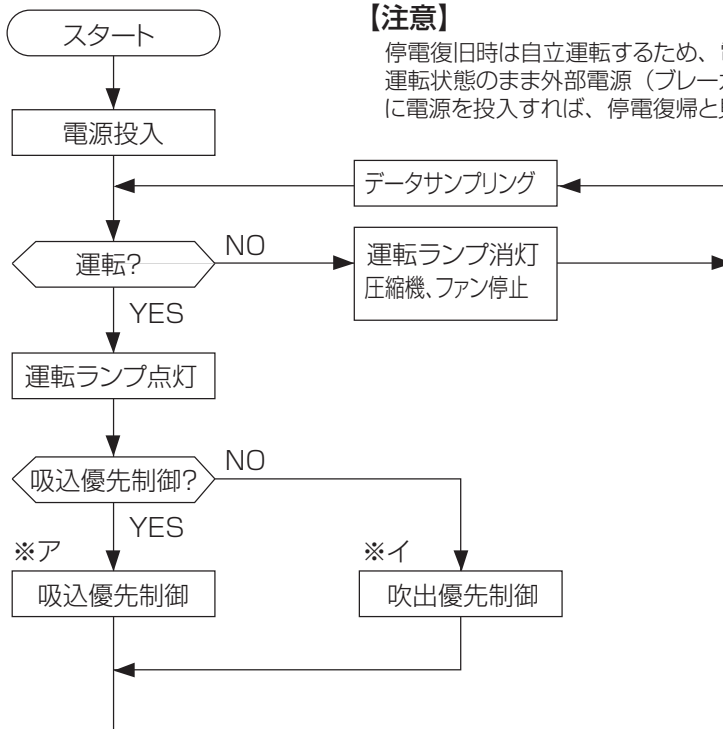 スタート
【注意】
停電復旧時は自立運転するため、
運転状態のまま外部電源（ブレー
に電源を投入すれば、停電復帰と
電源投入
データサンプリング
運転?
NO
運転ランプ消灯
圧縮機、ファン停止
YES
運転ランプ点灯
吸込優先制御?
NO
YES
※ア
※イ
吸込優先制御
吹出優先制御